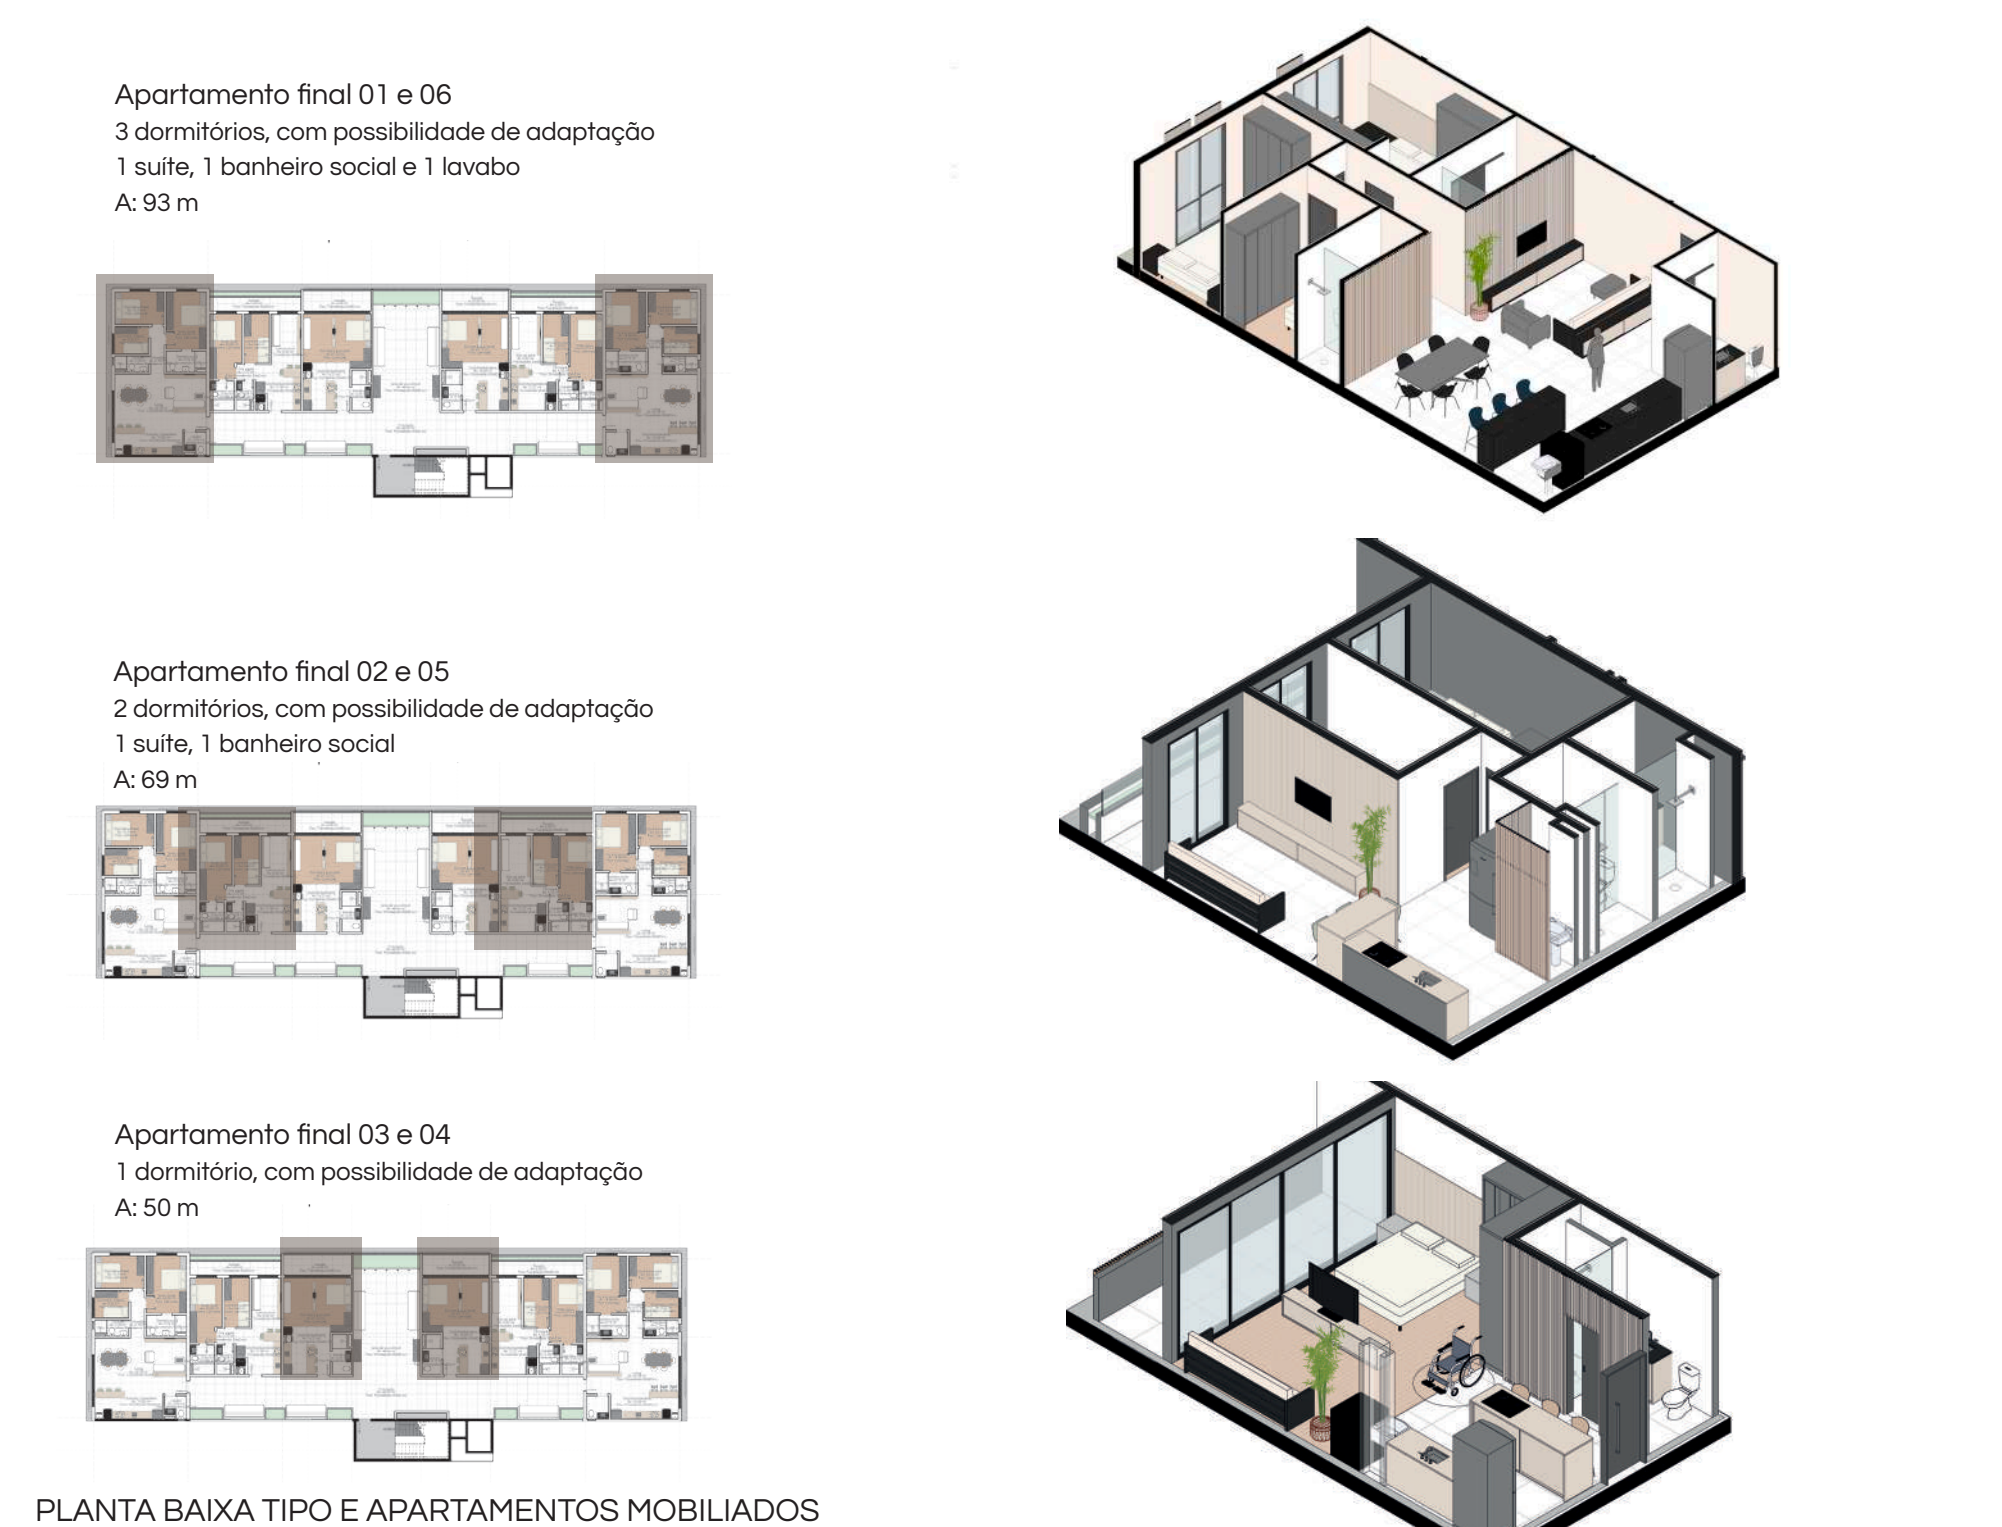 Apartamento final 01 e 06
3 dormitórios, com possibilidade de adaptação
1 suíte, 1 banheiro social e 1 lavabo
A: 93 m
Apartamento final 02 e 05
2 dormitórios, com possibilidade de adaptação
1 suíte, 1 banheiro social
A: 69 m
Apartamento final 03 e 04
1 dormitório, com possibilidade de adaptação
A: 50 m
PLANTA BAIXA TIPO E APARTAMENTOS MOBILIADOS